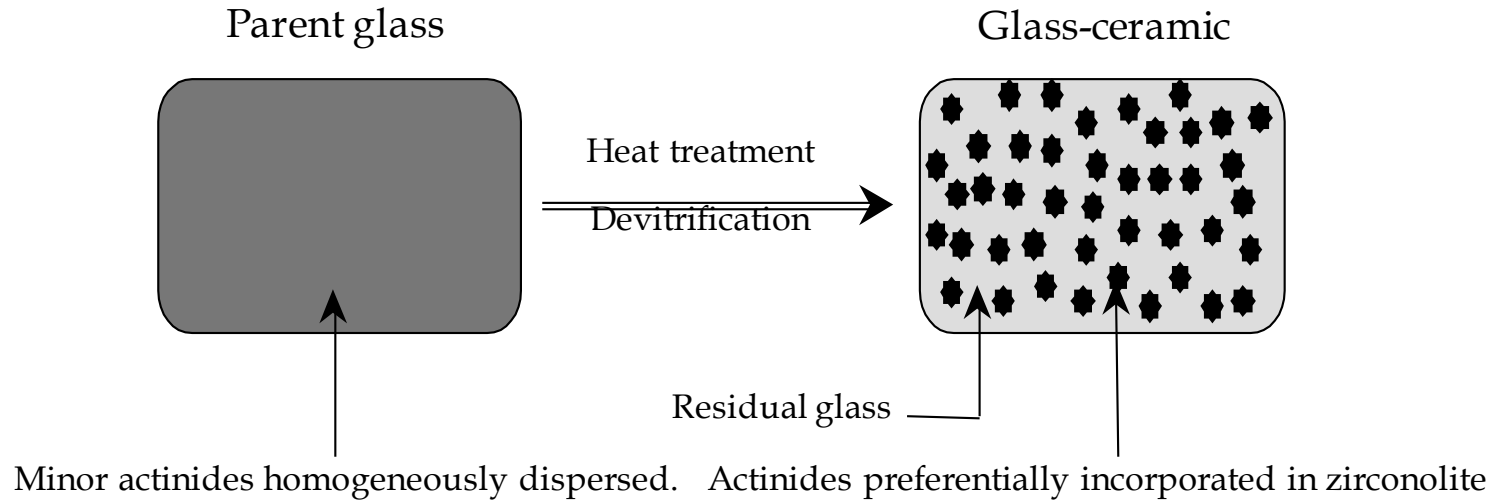 Parent glass
Glass-ceramic
Heat treatment
Devitrification
Residual glass
Minor actinides homogeneously dispersed.
Actinides preferentially incorporated in zirconolite